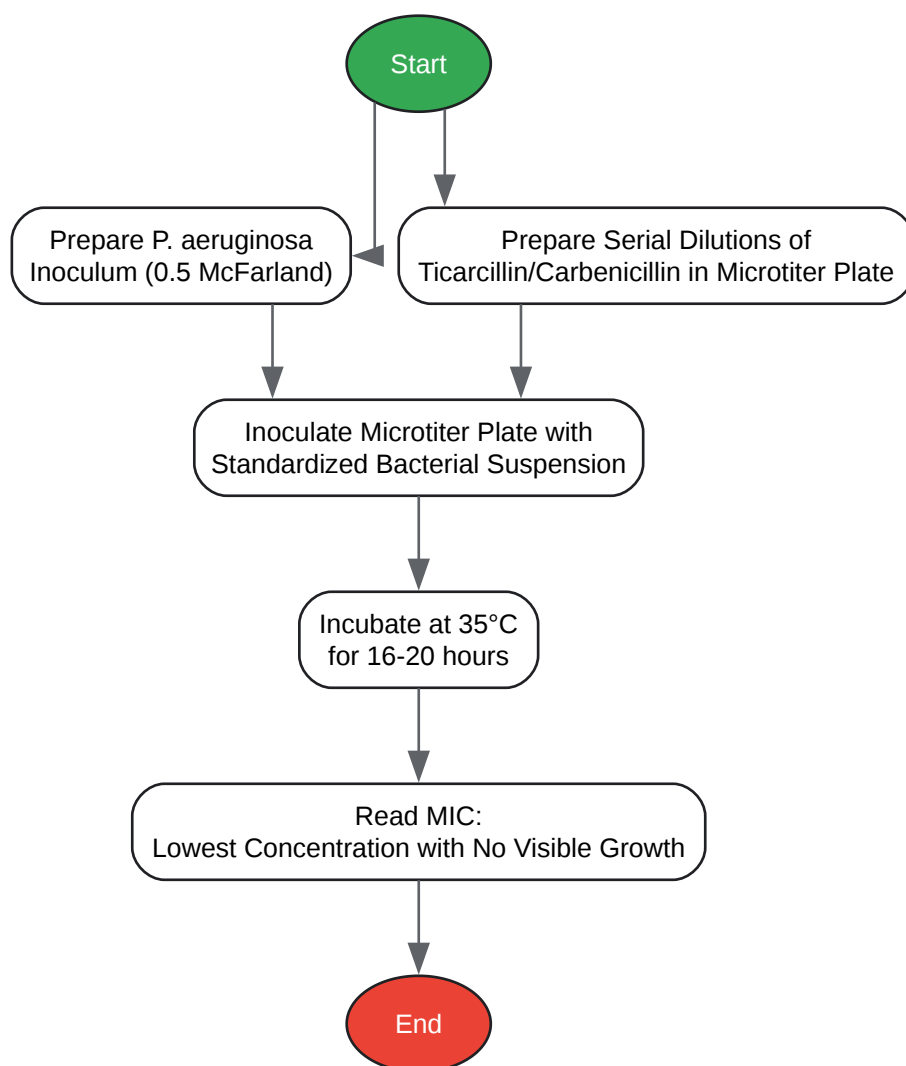 Start
Prepare P. aeruginosa
Inoculum (0.5 McFarland)
Prepare Serial Dilutions of
Ticarcillin/Carbenicillin in Microtiter Plate
Inoculate Microtiter Plate with
Standardized Bacterial Suspension
Incubate at 35°C
for 16-20 hours
Read MIC:
Lowest Concentration with No Visible Growth
End